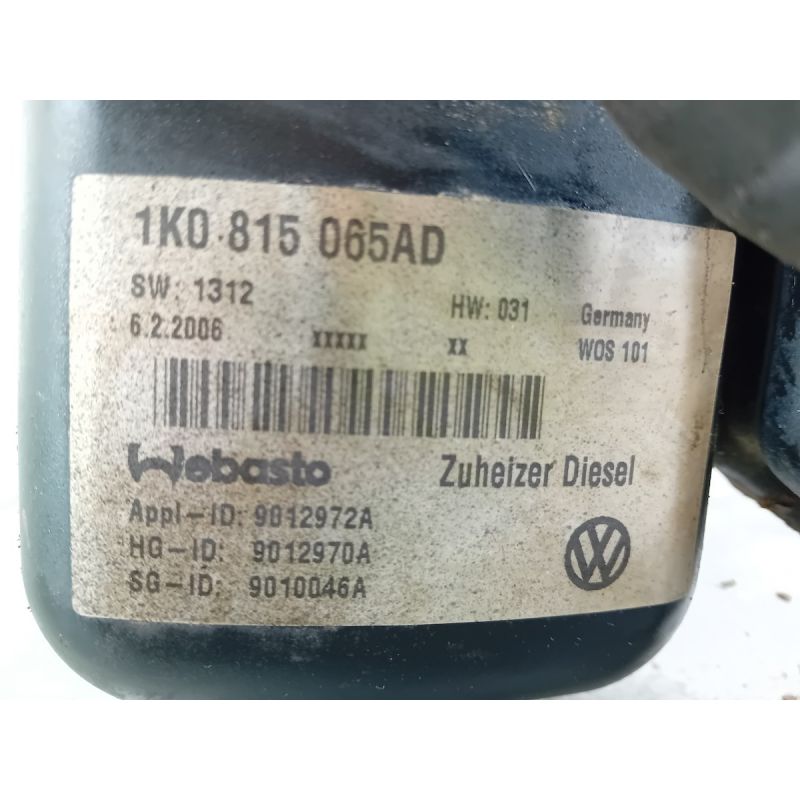 1K0 815 065AD
SW: 1312 HW: 031 Germany
6.2.2006 xxxxx xx WOS 101
Webasto Zuheizer Diesel
Appl-ID: 9012972A
HG-ID: 9012970A
SG-ID: 9010046A
VW